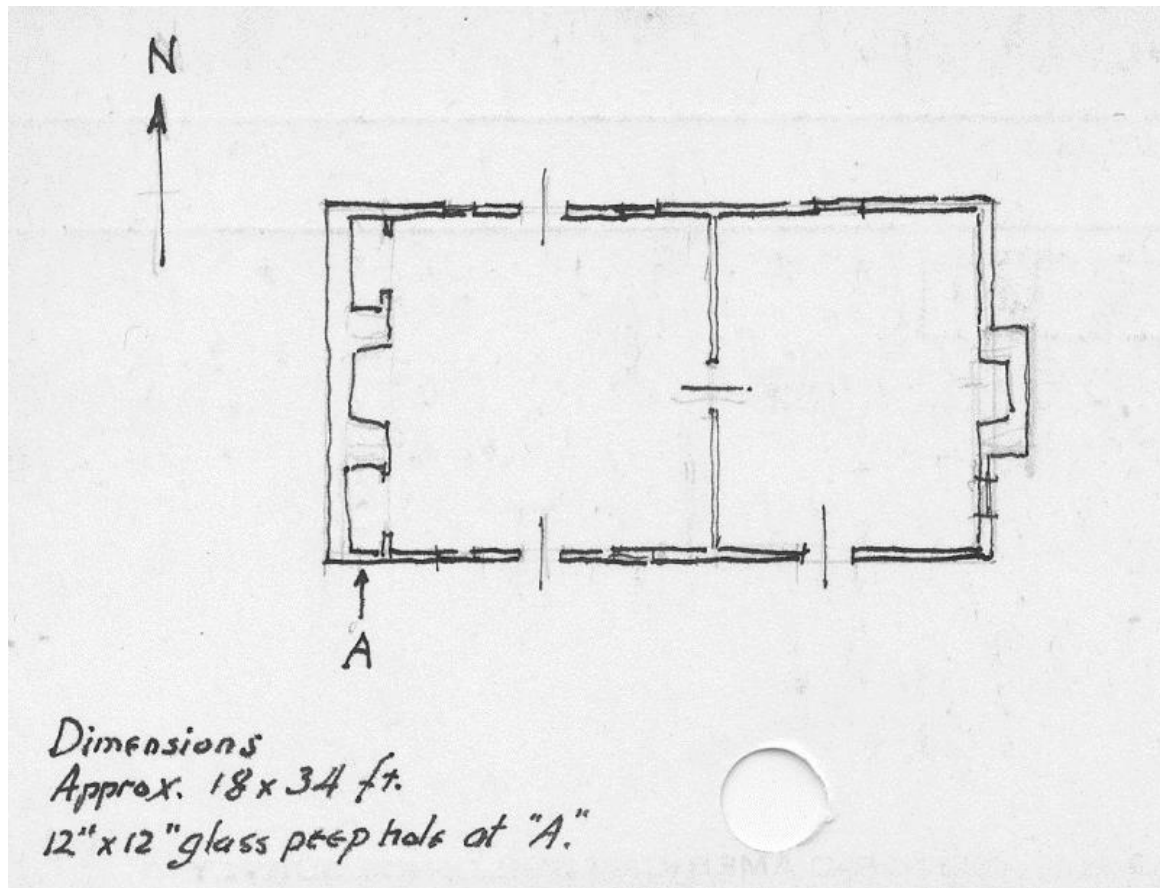 N
A
Dimensions
Approx. 18 x 34 ft.
12" x 12" glass peep hole at "A."